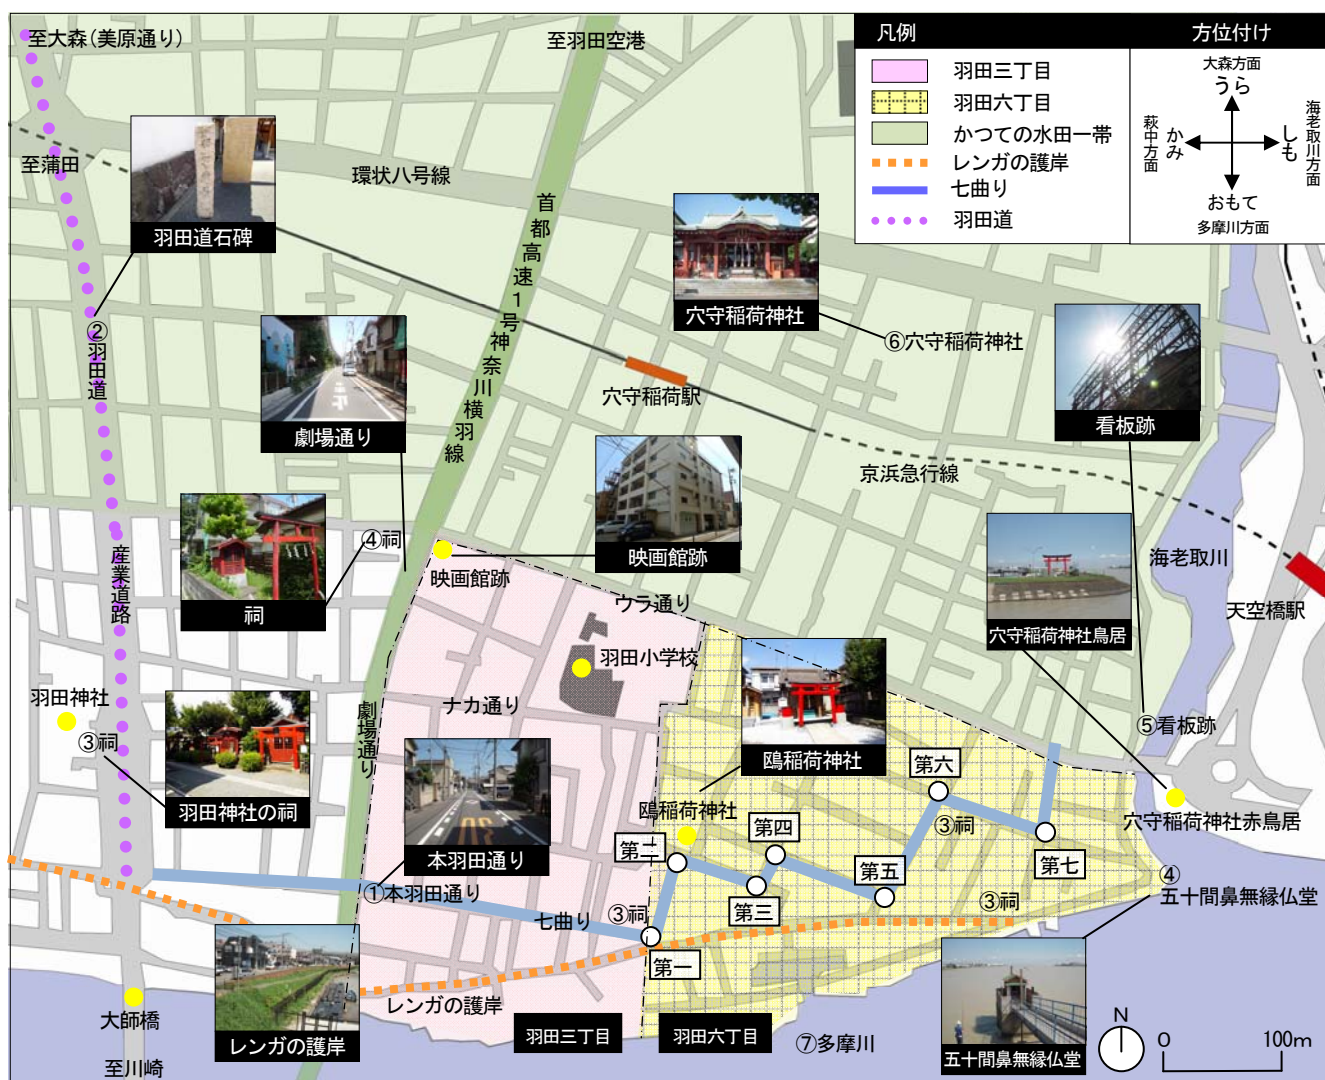 至大森(美原通り)
至羽田空港
凡例
羽田三丁目
羽田六丁目
かつての水田一帯
レンガの護岸
七曲り
羽田道
方位付け
大森方面
うら
萩中方面
かみ
しも
海老取川方面
おもて
多摩川方面
至蒲田
環状八号線
羽田道石碑
首都高速1号神奈川横羽線
穴守稲荷神社
⑥穴守稲荷神社
②羽田道
劇場通り
穴守稲荷駅
看板跡
京浜急行線
映画館跡
④祠
祠
映画館跡
産業道路
ウラ通り
羽田小学校
海老取川
天空橋駅
穴守稲荷神社鳥居
羽田神社
③祠
羽田神社の祠
ナカ通り
劇場通り
本羽田通り
鴎稲荷神社
鴎稲荷神社
⑤看板跡
穴守稲荷神社赤鳥居
第一
第二
第三
第四
第五
第六
第七
③祠
③祠
③祠
①本羽田通り
七曲り
④
五十間鼻無縁仏堂
レンガの護岸
レンガの護岸
大師橋
至川崎
羽田三丁目
羽田六丁目
⑦多摩川
五十間鼻無縁仏堂
N
0
100m